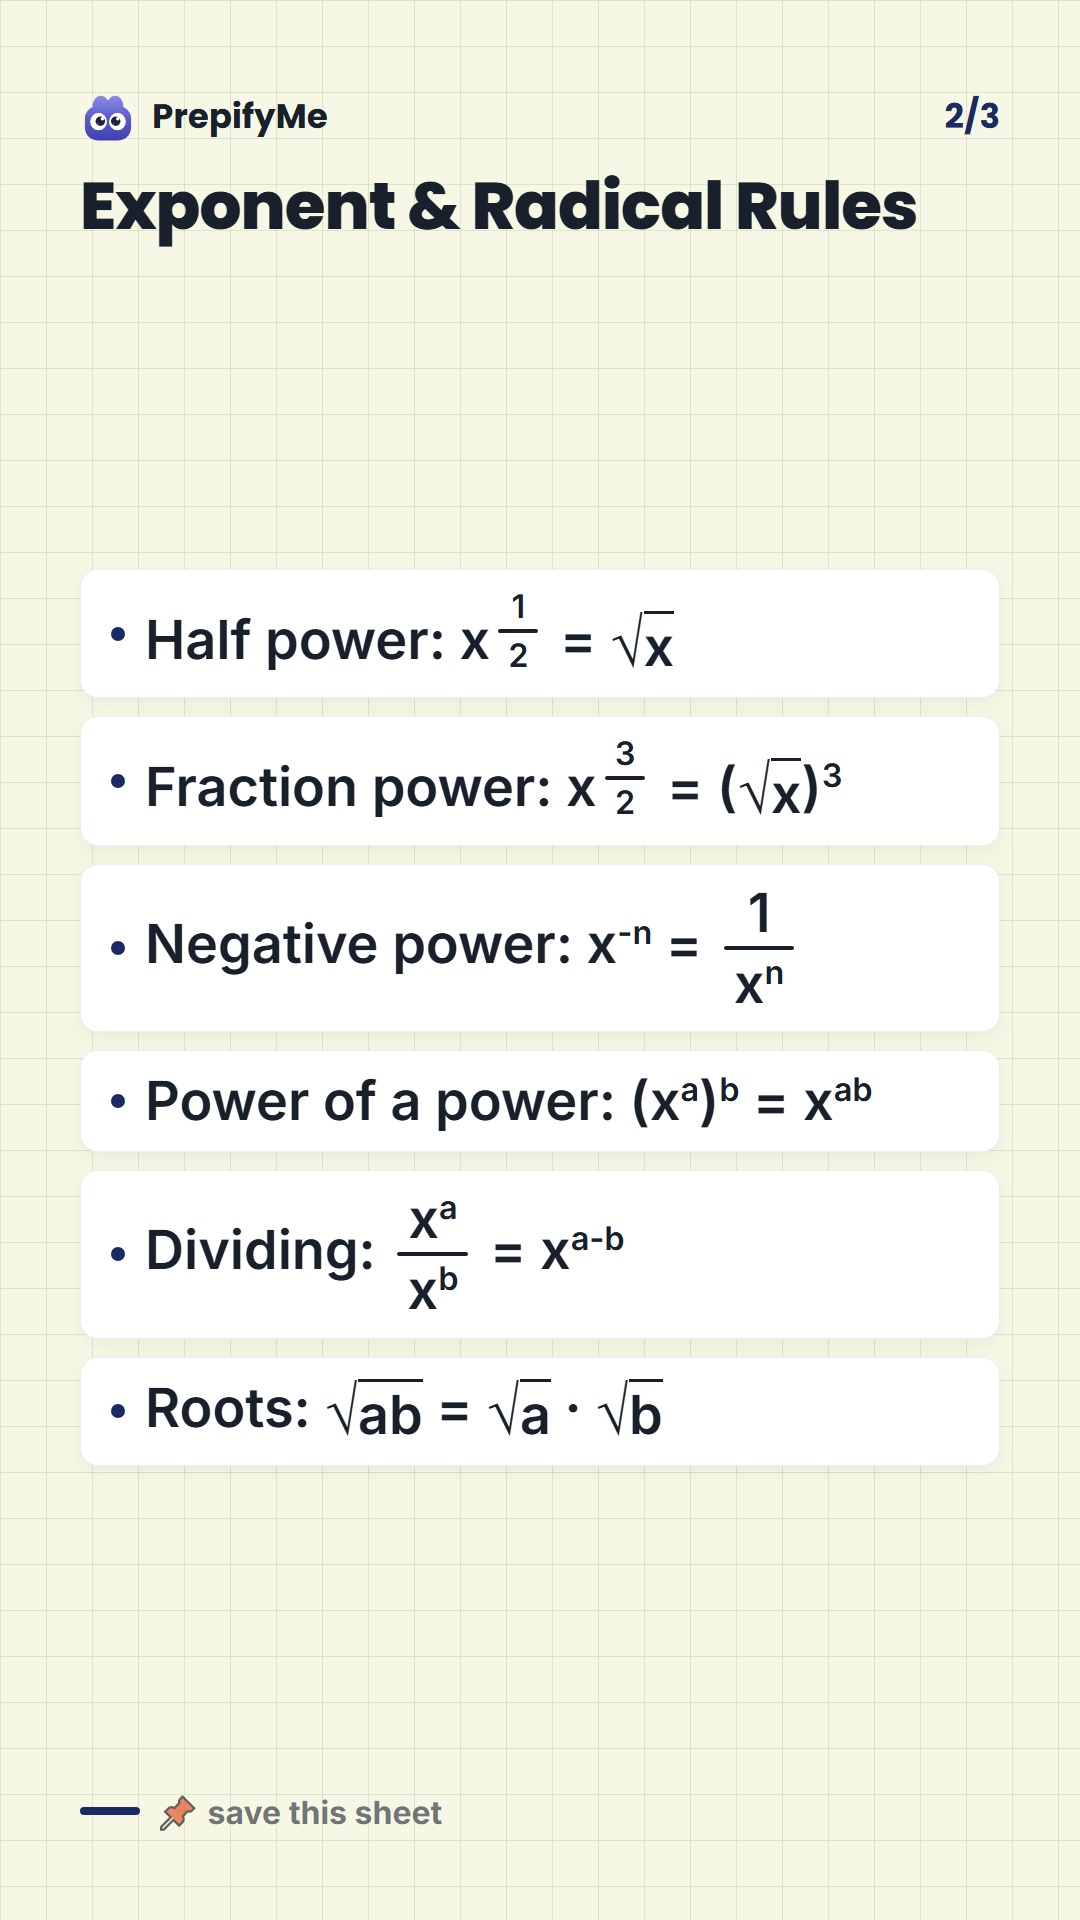 PrepifyMe
2/3
Exponent & Radical Rules
• Half power: x^(1/2) = √x
• Fraction power: x^(3/2) = (√x)³
• Negative power: x⁻ⁿ = 1/xⁿ
• Power of a power: (xᵃ)ᵇ = xᵃᵇ
• Dividing: xᵃ/xᵇ = xᵃ⁻ᵇ
• Roots: √(ab) = √a · √b
save this sheet